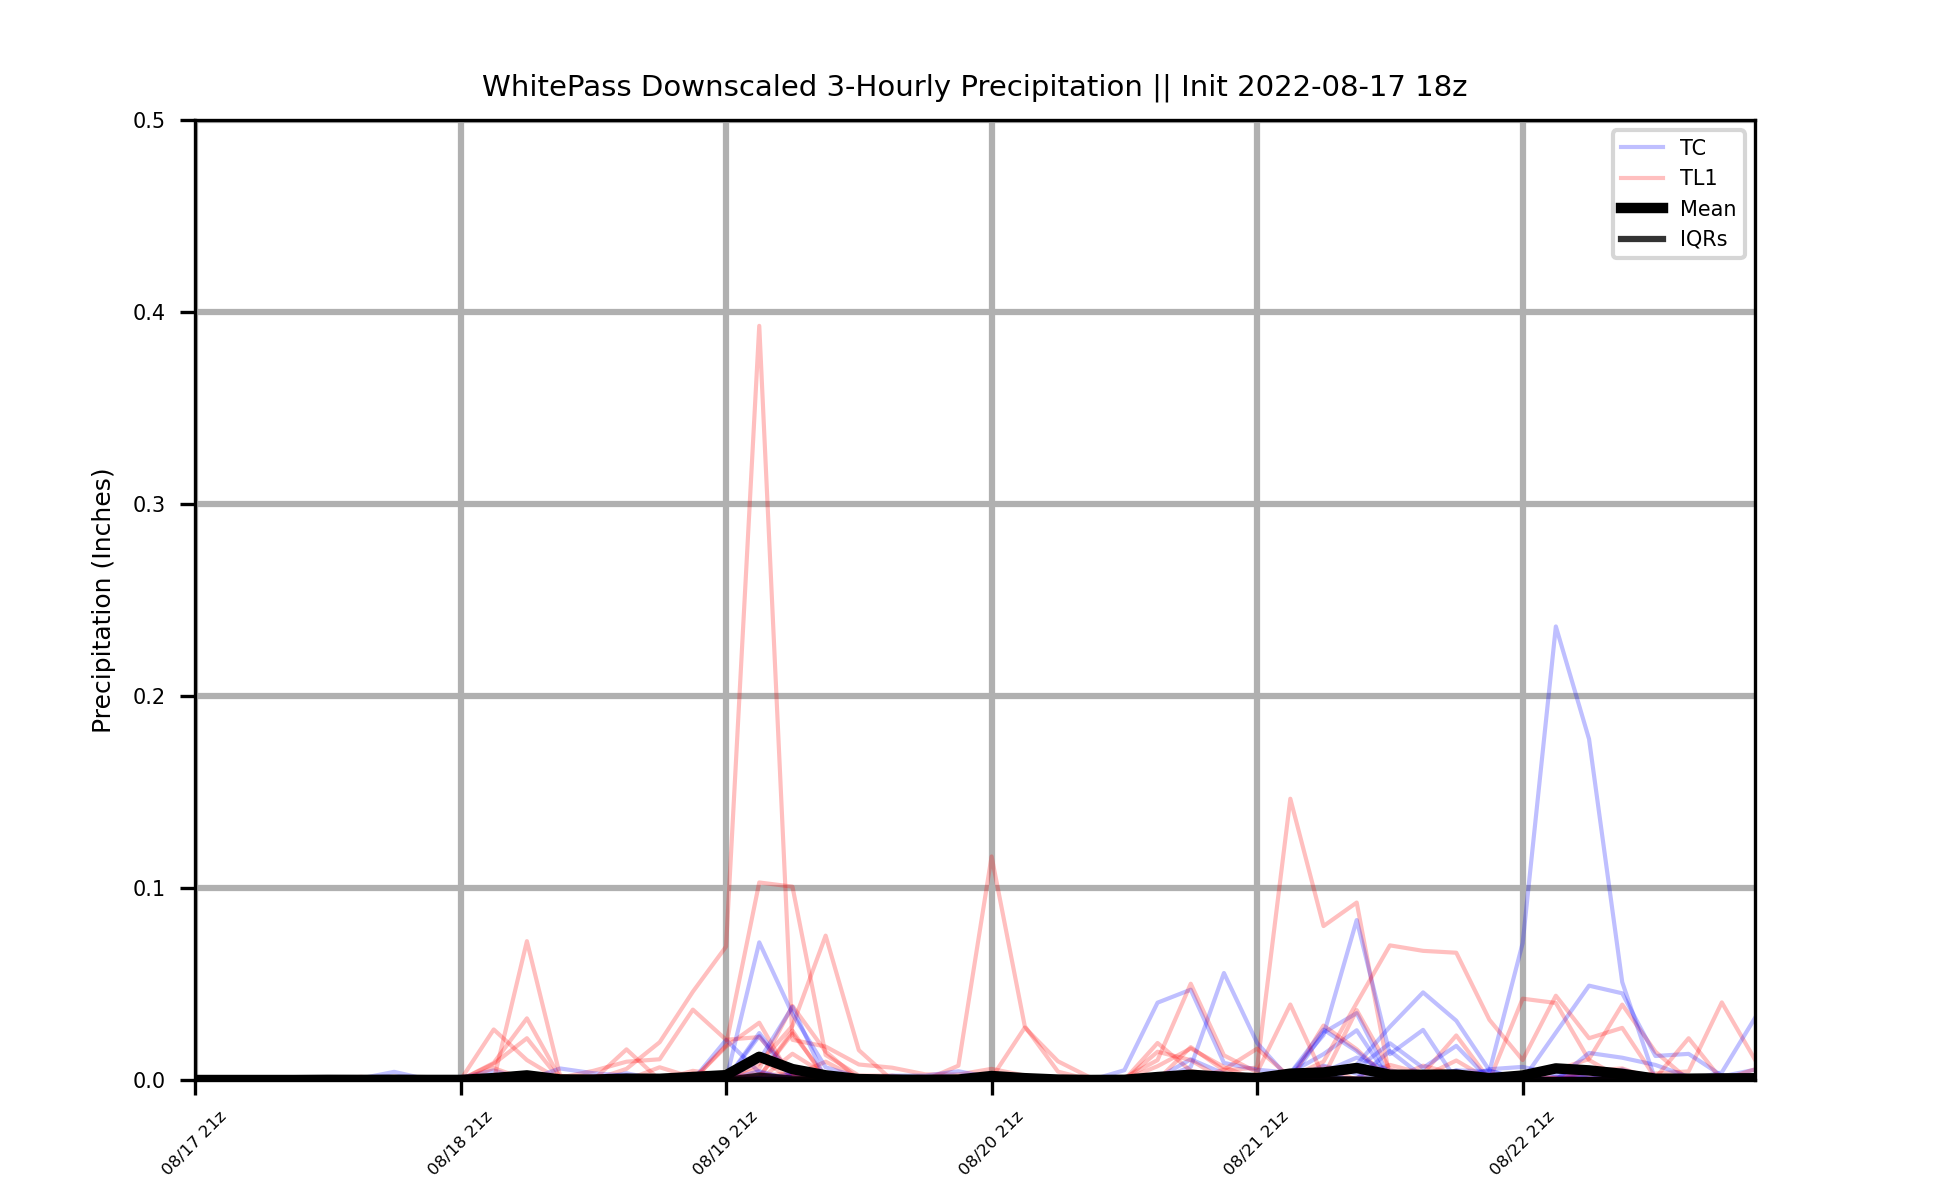 WhitePass Downscaled 3-Hourly Precipitation || Init 2022-08-17 18z
0.5
0.4
0.3
0.2
0.1
0.0
Precipitation (Inches)
TC
TL1
Mean
IQRs
08/17 21z
08/18 21z
08/19 21z
08/20 21z
08/21 21z
08/22 21z